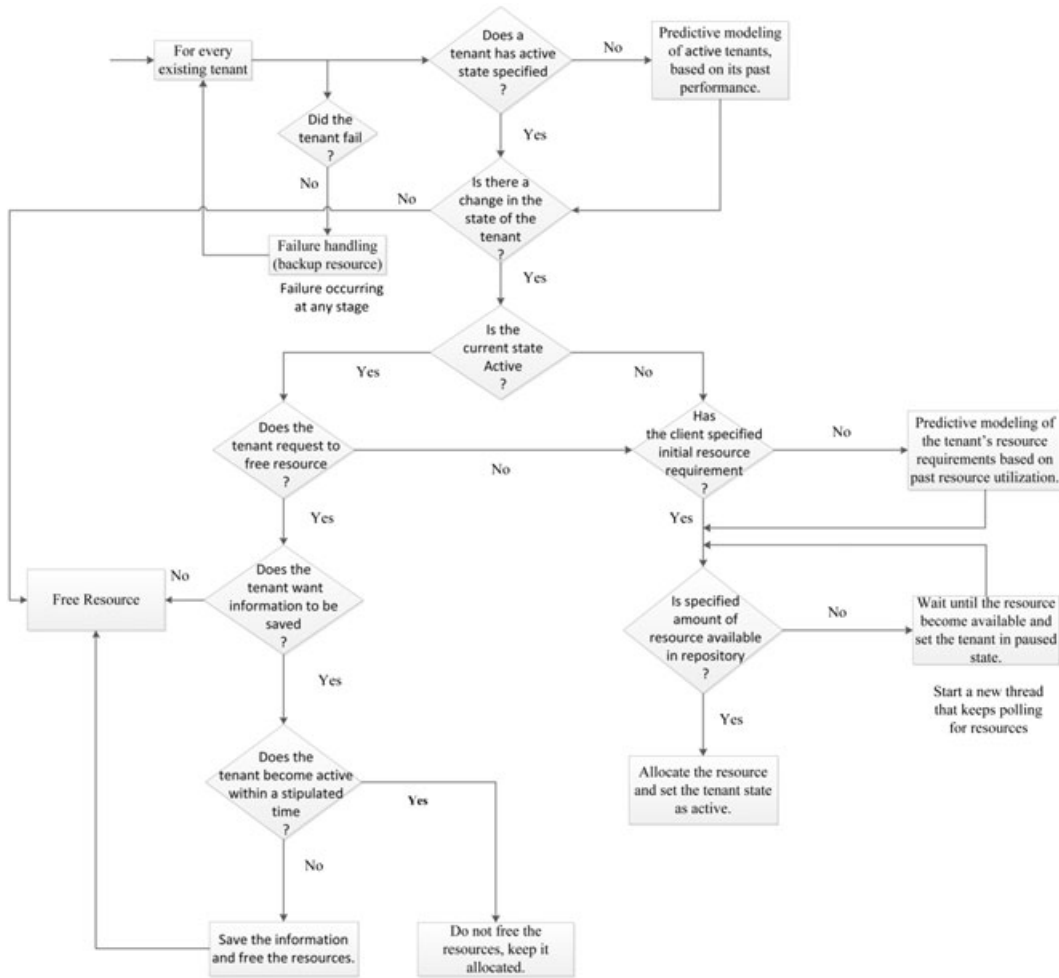 For every
existing tenant
Does a
tenant has active
state specified
?
No
Predictive modeling
of active tenants,
based on its past
performance.
Did the
tenant fail
?
Yes
No
Is there a
change in the
state of the
tenant
?
No
Failure handling
(backup resource)
Failure occurring
at any stage
Yes
Is the
current state
Active
?
Yes
No
Does the
tenant request to
free resource
?
No
Has
the client specified
initial resource
requirement
?
No
Predictive modeling of
the tenant's resource
requirements based on
past resource utilization.
Yes
Yes
Does the
tenant want
information to be
saved
?
No
Free Resource
Is specified
amount of
resource available
in repository
?
No
Wait until the resource
become available and
set the tenant in paused
state.
Start a new thread
that keeps polling
for resources
Yes
Yes
Does the
tenant become active
within a stipulated
time
?
Yes
Allocate the resource
and set the tenant state
as active.
No
Save the information
and free the resources.
Do not free the
resources, keep it
allocated.